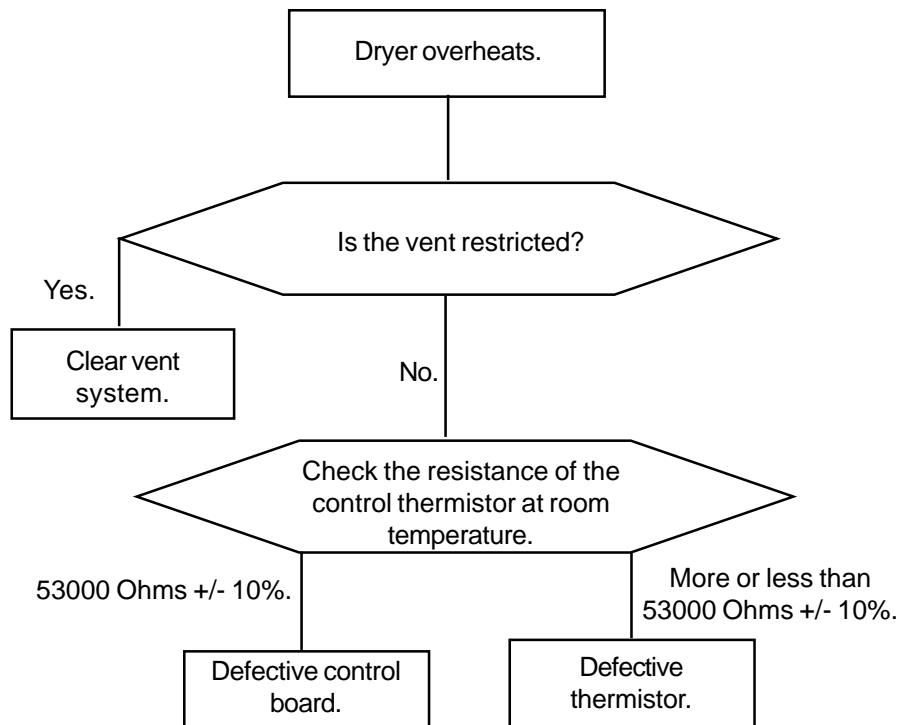 Dryer overheats.
Is the vent restricted?
Yes.
Clear vent
system.
No.
Check the resistance of the
control thermistor at room
temperature.
53000 Ohms +/- 10%.
More or less than
53000 Ohms +/- 10%.
Defective control
board.
Defective
thermistor.